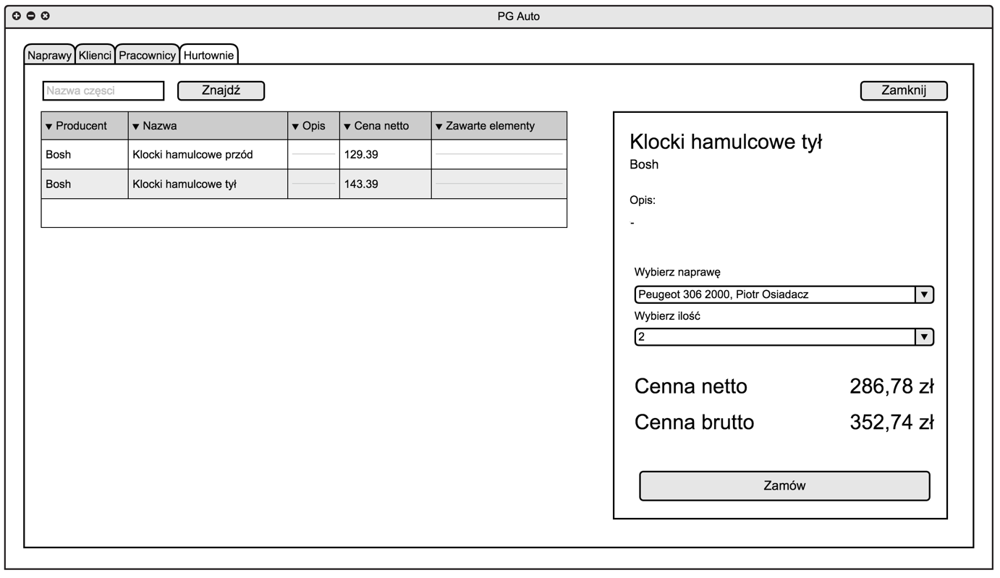 PG Auto
Naprawy Klienci Pracownicy Hurtownie
Nazwa częsci Znajdź Zamknij
Producent Nazwa Opis Cena netto Zawarte elementy
Bosh Klocki hamulcowe przód 129.39
Bosh Klocki hamulcowe tył 143.39
Klocki hamulcowe tył
Bosh
Opis:
-
Wybierz naprawę
Peugeot 306 2000, Piotr Osiadacz
Wybierz ilość
2
Cenna netto 286,78 zł
Cenna brutto 352,74 zł
Zamów